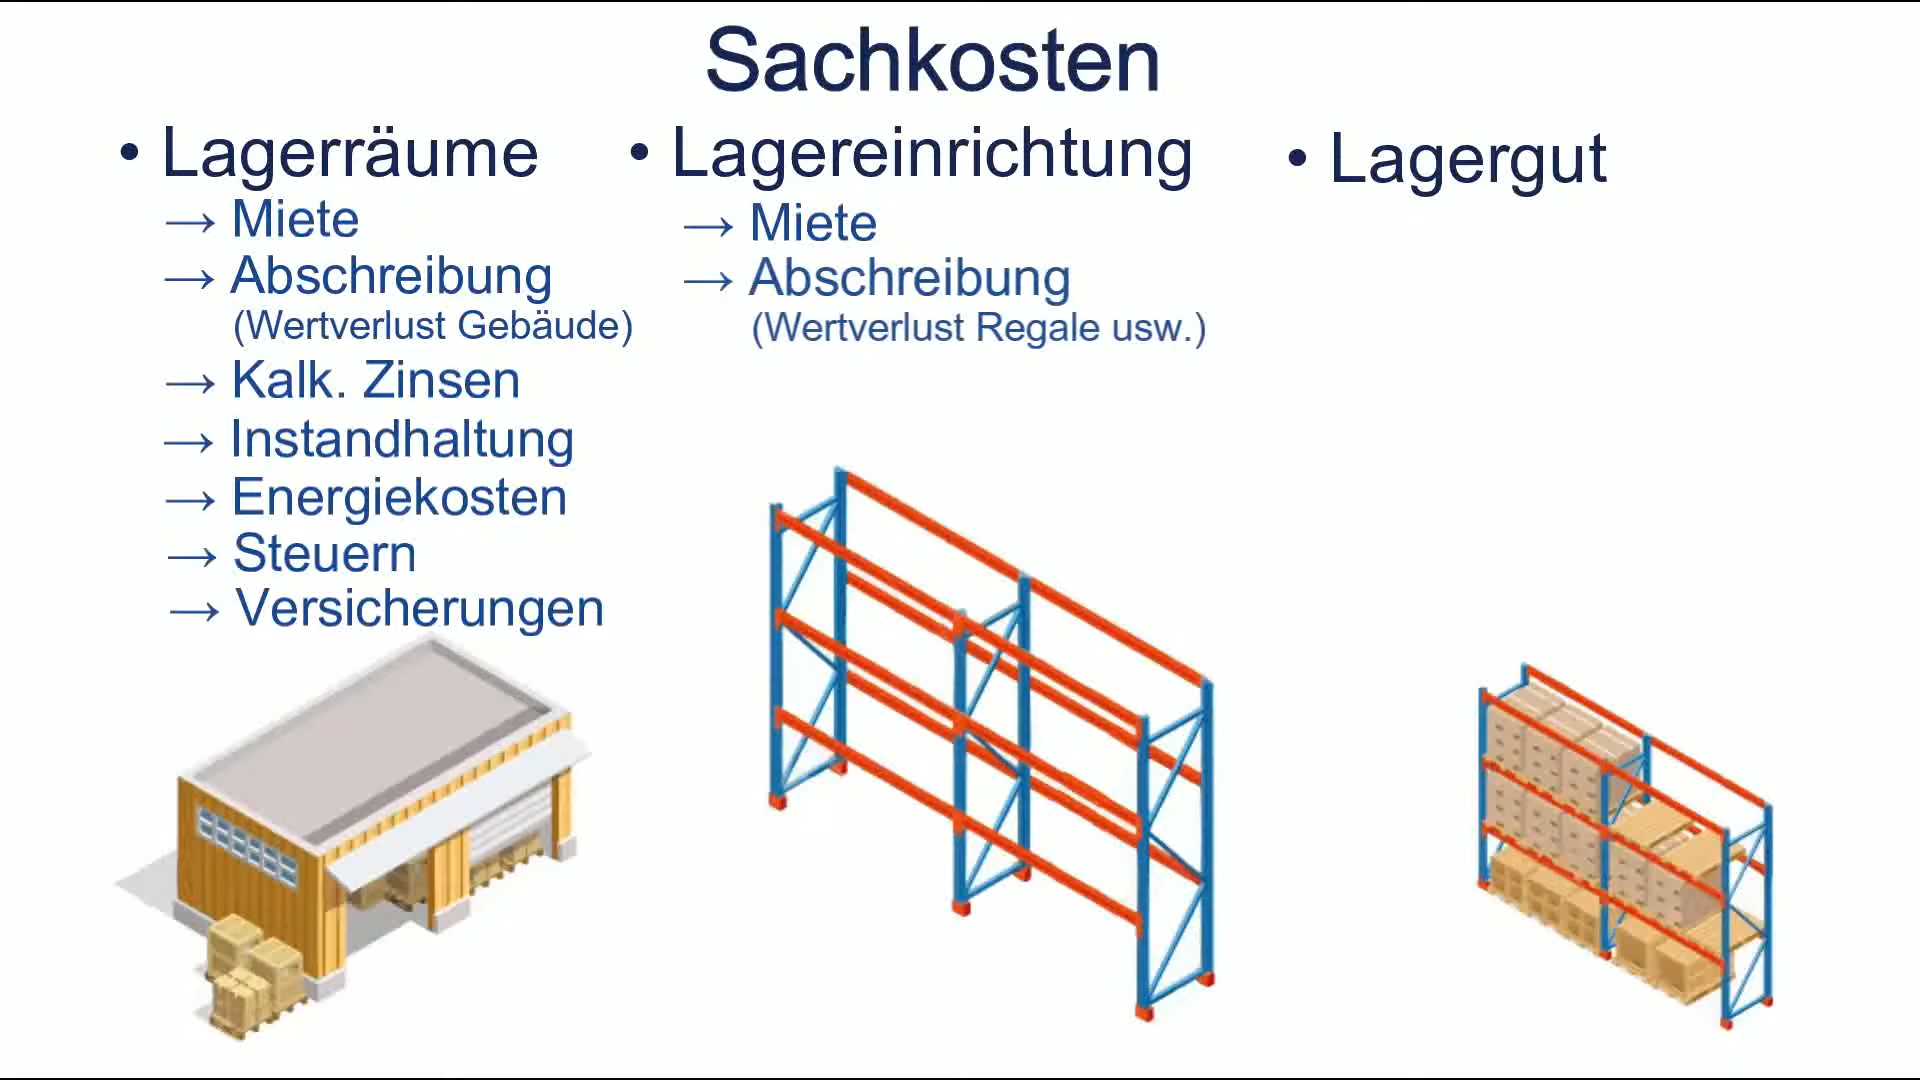 Sachkosten
• Lagerräume
→ Miete
→ Abschreibung
(Wertverlust Gebäude)
→ Kalk. Zinsen
→ Instandhaltung
→ Energiekosten
→ Steuern
→ Versicherungen
• Lagereinrichtung
→ Miete
→ Abschreibung
(Wertverlust Regale usw.)
• Lagergut